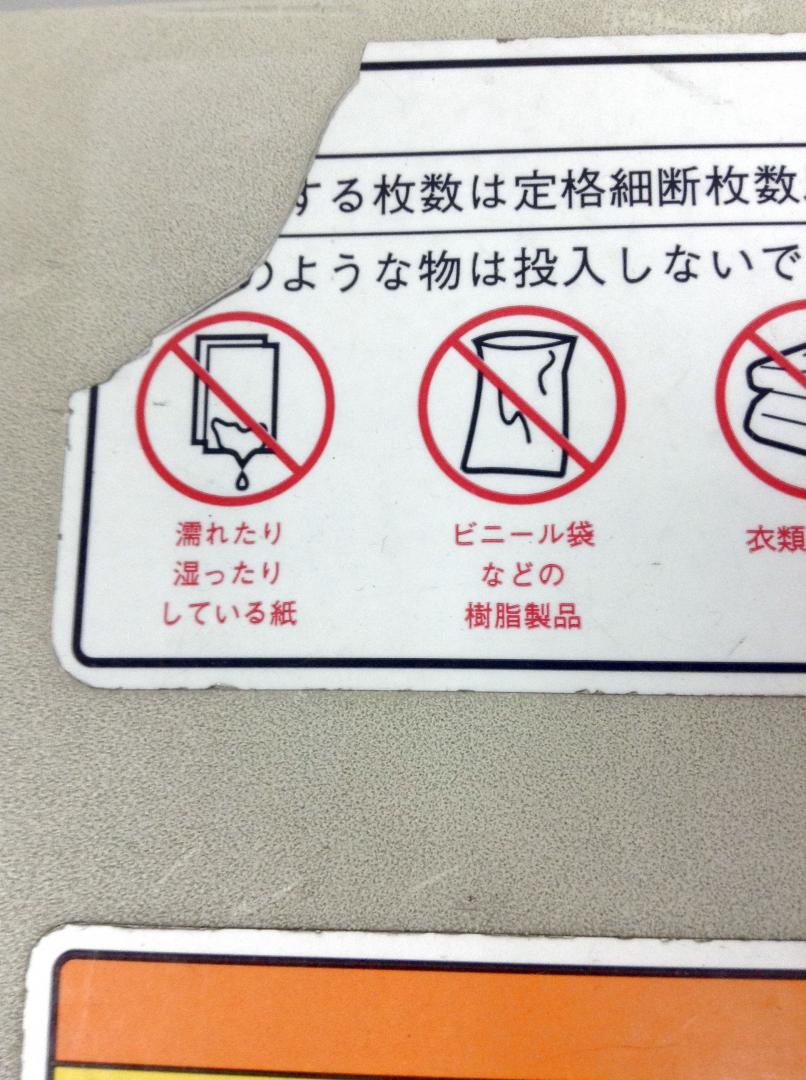 する枚数は定格細断枚数
のような物は投入しないで
濡れたり
湿ったり
している紙
ビニール袋
などの
樹脂製品
衣類